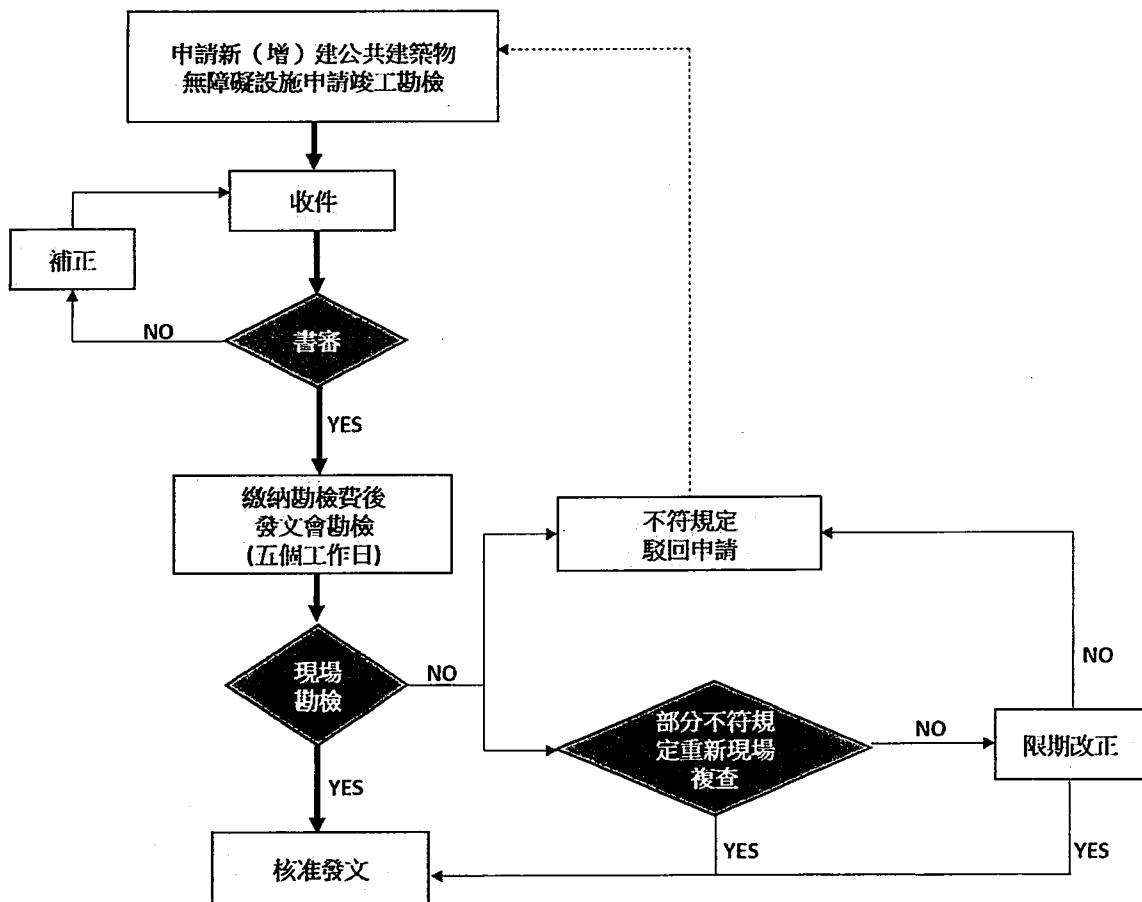 申請新（增）建公共建築物
無障礙設施申請竣工勘檢
收件
補正
NO
書審
YES
繳納勘檢費後
發文會勘檢
(五個工作日)
不符規定
駁回申請
現場
勘檢
NO
NO
部分不符規
定重新現場
複查
NO
限期改正
YES
YES
YES
核准發文